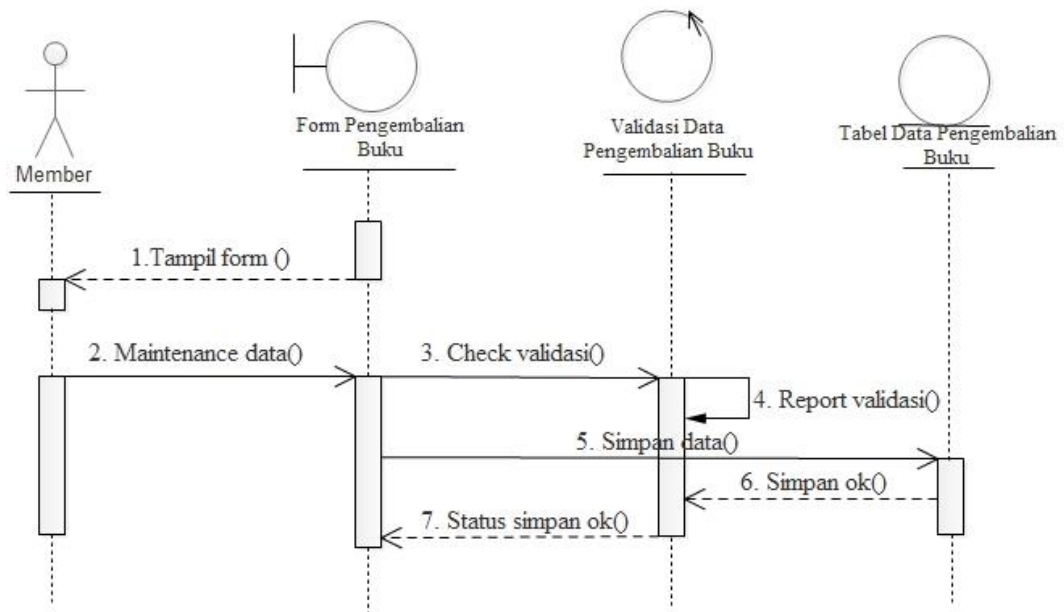 Member
Form Pengembalian
Buku
Validasi Data
Pengembalian Buku
Tabel Data Pengembalian
Buku
1.Tampil form ()
2. Maintenance data()
3. Check validasi()
4. Report validasi()
5. Simpan data()
6. Simpan ok()
7. Status simpan ok()